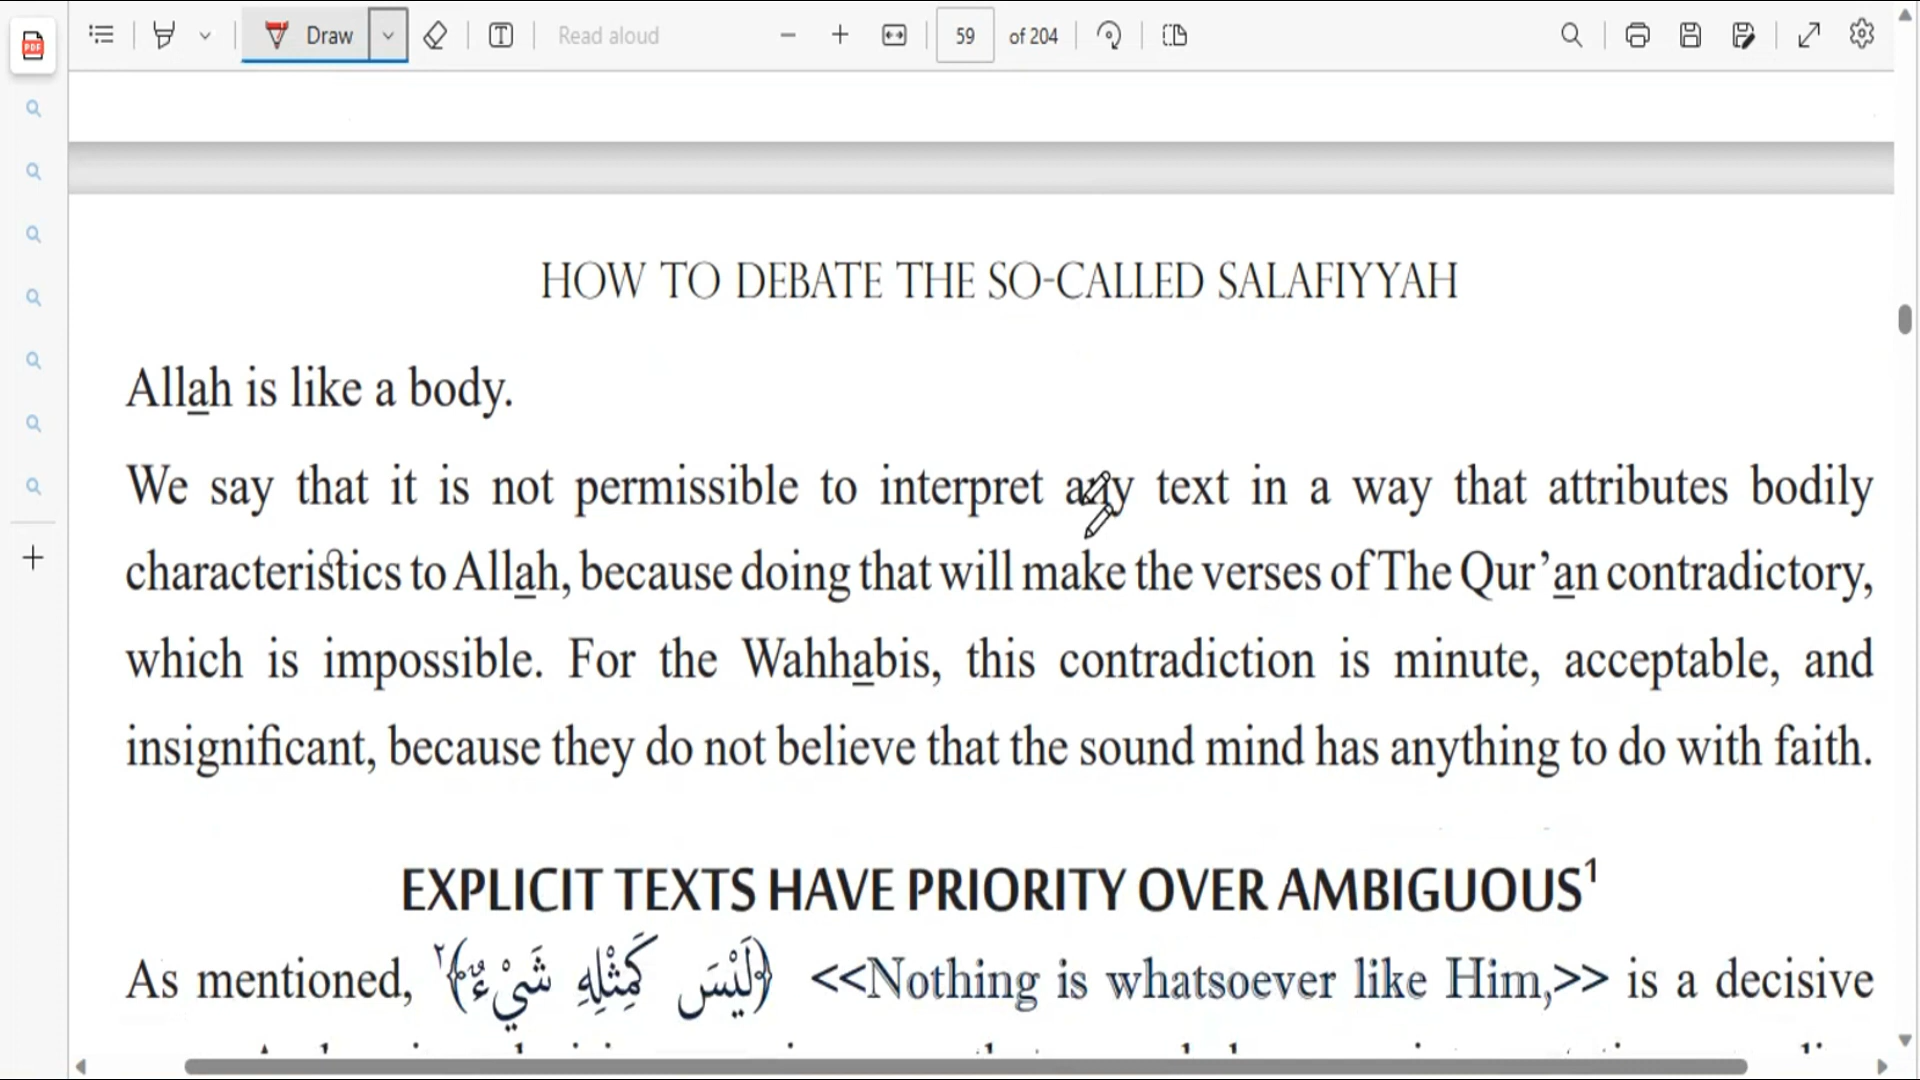 Draw
Read aloud
59 of 204
PDF
HOW TO DEBATE THE SO-CALLED SALAFIYYAH
Allah is like a body.
We say that it is not permissible to interpret any text in a way that attributes bodily
characteristics to Allah, because doing that will make the verses of The Qur’an contradictory,
which is impossible. For the Wahhabis, this contradiction is minute, acceptable, and
insignificant, because they do not believe that the sound mind has anything to do with faith.
EXPLICIT TEXTS HAVE PRIORITY OVER AMBIGUOUS¹
As mentioned, ﴿لَيْسَ كَمِثْلِهِ شَيْءٌ﴾٢ <<Nothing is whatsoever like Him,>> is a decisive